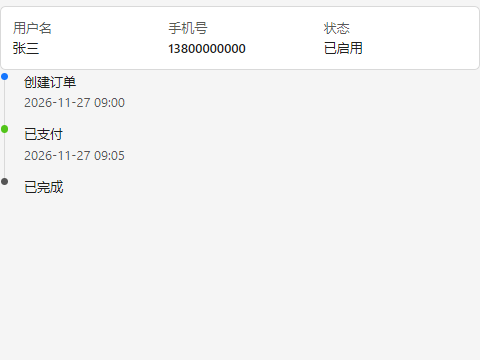 用户名 手机号 状态
张三 13800000000 已启用
创建订单
2026-11-27 09:00
已支付
2026-11-27 09:05
已完成